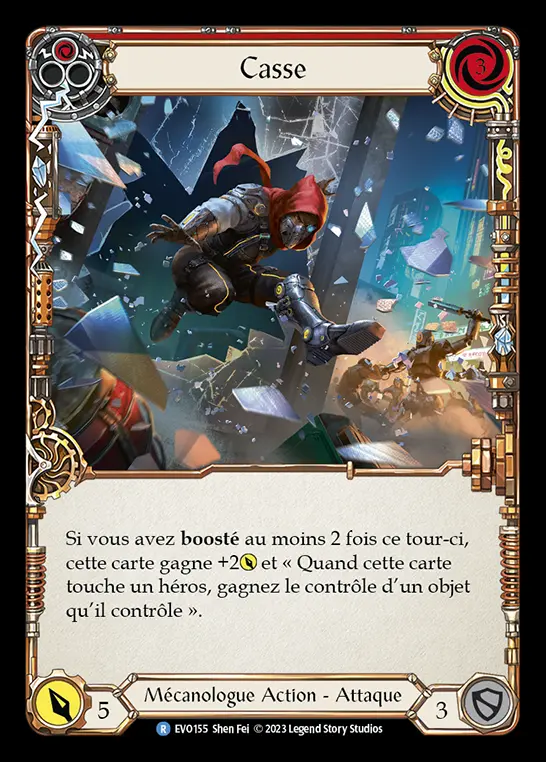 Casse
3
Si vous avez boosté au moins 2 fois ce tour-ci,
cette carte gagne +2 et « Quand cette carte
touche un héros, gagnez le contrôle d'un objet
qu'il contrôle ».
5
Mécanologue Action - Attaque
3
R EVO155 Shen Fei © 2023 Legend Story Studios